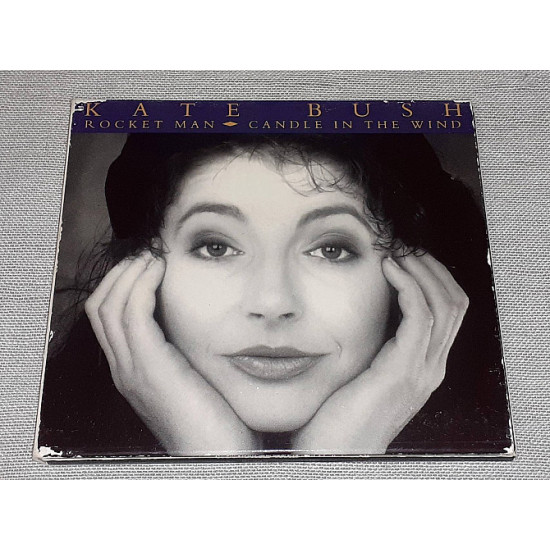 KATE BUSH
ROCKET MAN CANDLE IN THE WIND